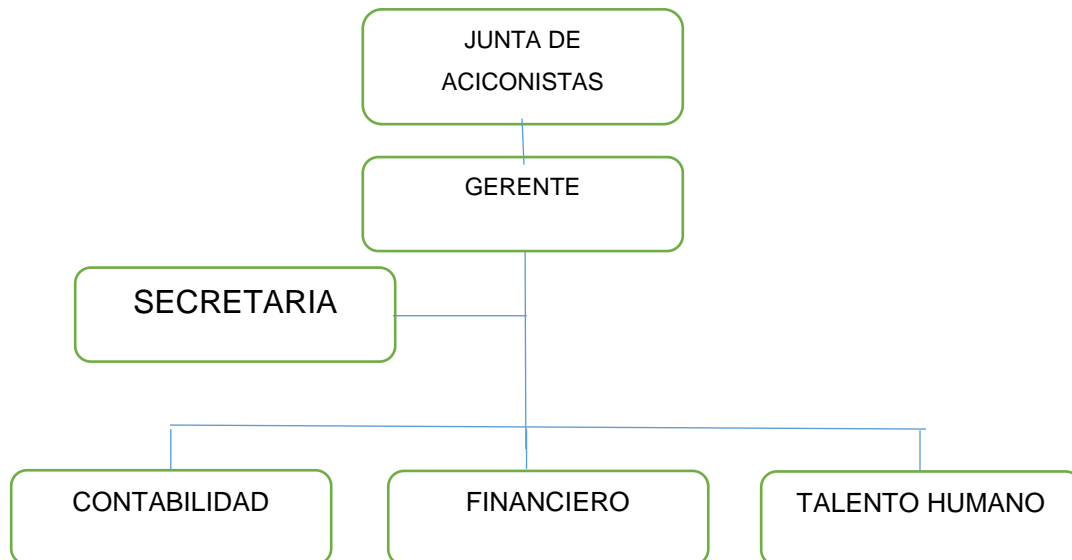 JUNTA DE
ACICONISTAS
GERENTE
SECRETARIA
CONTABILIDAD
FINANCIERO
TALENTO HUMANO